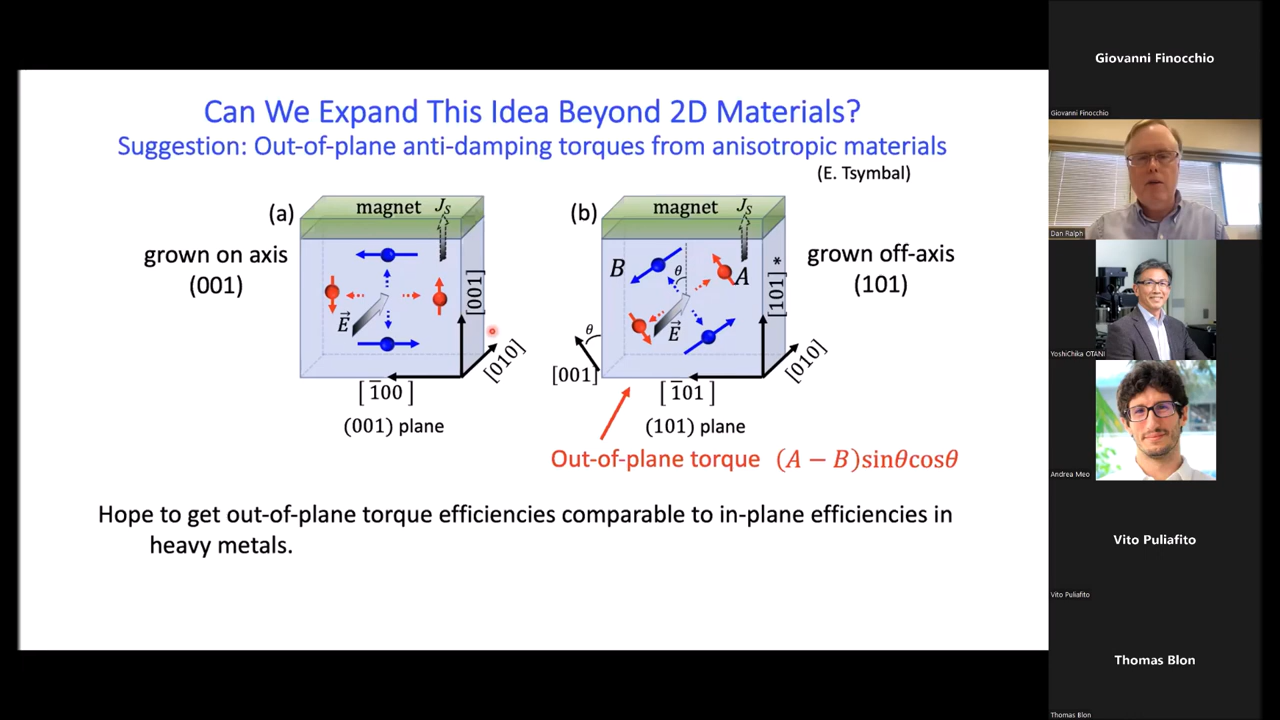 Can We Expand This Idea Beyond 2D Materials?
Suggestion: Out-of-plane anti-damping torques from anisotropic materials
(E. Tsymbal)
(a)
magnet
J_S
grown on axis
(001)
E⃗
[001]
[010]
[1̅00]
(001) plane
(b)
magnet
J_S
B
θ
A
E⃗
[101]*
grown off-axis
(101)
θ
[001]
[010]
[1̅01]
(101) plane
Out-of-plane torque (A − B)sinθcosθ
Hope to get out-of-plane torque efficiencies comparable to in-plane efficiencies in
heavy metals.
Giovanni Finocchio
Giovanni Finocchio
Dan Ralph
YoshiChika OTANI
Andrea Meo
Vito Puliafito
Vito Puliafito
Thomas Blon
Thomas Blon